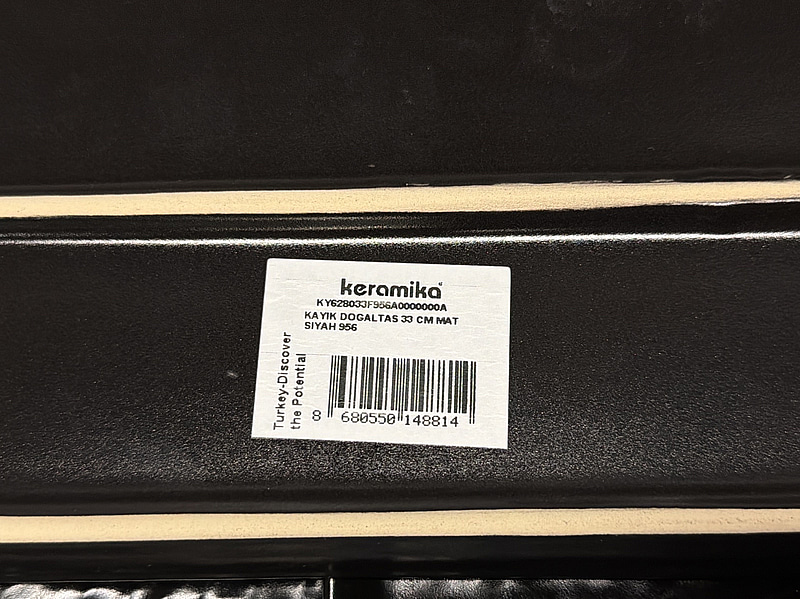 keramika
KY628033F956A0000000A
KAYIK DOGALTAS 33 CM MAT
SIYAH 956
Turkey-Discover
the Potential
8 680550 148814